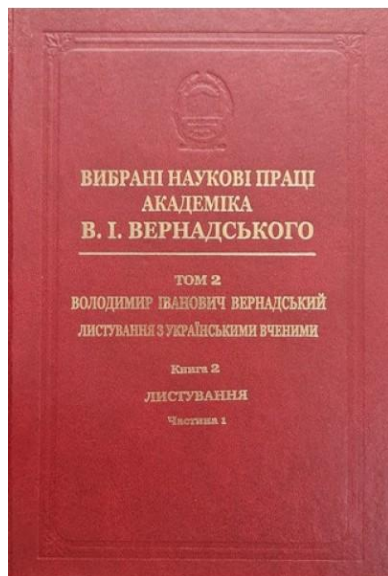 ВИБРАНІ НАУКОВІ ПРАЦІ
АКАДЕМІКА
В. І. ВЕРНАДСЬКОГО
ТОМ 2
ВОЛОДИМИР ІВАНОВИЧ ВЕРНАДСЬКИЙ
ЛИСТУВАННЯ З УКРАЇНСЬКИМИ ВЧЕНИМИ
Книга 2
ЛИСТУВАННЯ
Частина 1